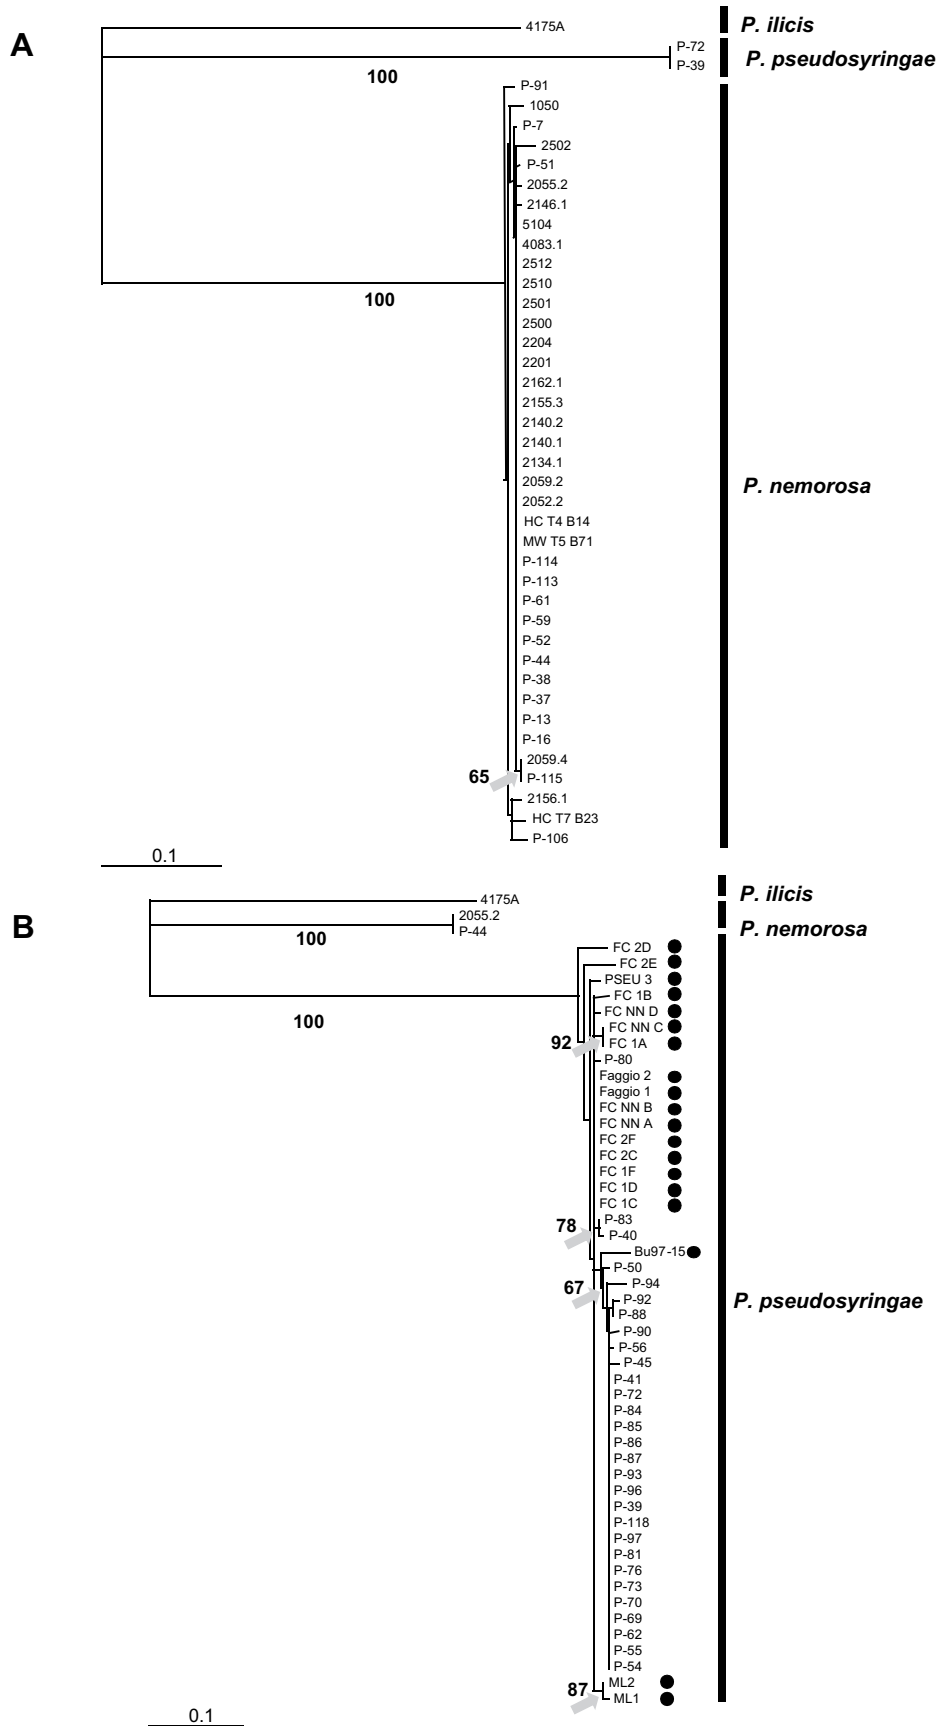 A
4175A
P. ilicis
P-72
P-39
P. pseudosyringae
100
P-91
1050
P-7
2502
P-51
2055.2
2146.1
5104
4083.1
2512
2510
100
2501
2500
2204
2201
2162.1
2155.3
2140.2
2140.1
2134.1
2059.2
P. nemorosa
2052.2
HC T4 B14
MW T5 B71
P-114
P-113
P-61
P-59
P-52
P-44
P-38
P-37
P-13
P-16
2059.4
65
P-115
2156.1
HC T7 B23
P-106
0.1
B
4175A
P. ilicis
2055.2
P-44
P. nemorosa
100
FC 2D
FC 2E
PSEU 3
FC 1B
FC NN D
100
FC NN C
92
FC 1A
P-80
Faggio 2
Faggio 1
FC NN B
FC NN A
FC 2F
FC 2C
FC 1F
FC 1D
FC 1C
P-83
78
P-40
Bu97-15
P-50
67
P-94
P-92
P. pseudosyringae
P-88
P-90
P-56
P-45
P-41
P-72
P-84
P-85
P-86
P-87
P-93
P-96
P-39
P-118
P-97
P-81
P-76
P-73
P-70
P-69
P-62
P-55
P-54
ML2
87
ML1
0.1